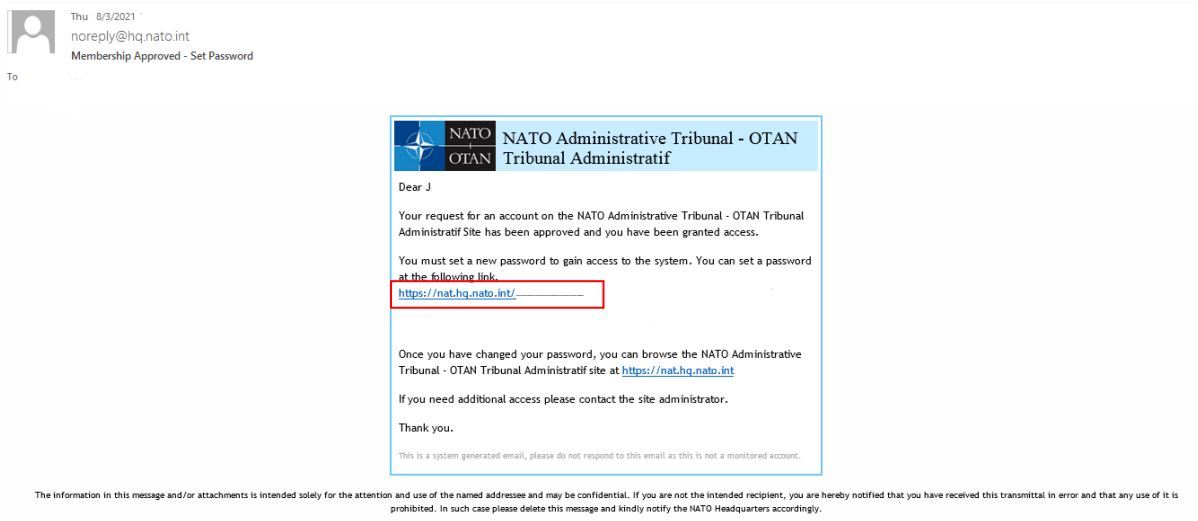 Thu 8/3/2021
noreply@hq.nato.int
Membership Approved - Set Password
To
NATO
OTAN
NATO Administrative Tribunal - OTAN
Tribunal Administratif
Dear J
Your request for an account on the NATO Administrative Tribunal - OTAN Tribunal
Administratif Site has been approved and you have been granted access.
You must set a new password to gain access to the system. You can set a password
at the following link.
https://nat.hq.nato.int/
Once you have changed your password, you can browse the NATO Administrative
Tribunal - OTAN Tribunal Administratif site at https://nat.hq.nato.int
If you need additional access please contact the site administrator.
Thank you.
This is a system generated email, please do not respond to this email as this is not a monitored account.
The information in this message and/or attachments is intended solely for the attention and use of the named addressee and may be confidential. If you are not the intended recipient, you are hereby notified that you have received this transmittal in error and that any use of it is
prohibited. In such case please delete this message and kindly notify the NATO Headquarters accordingly.